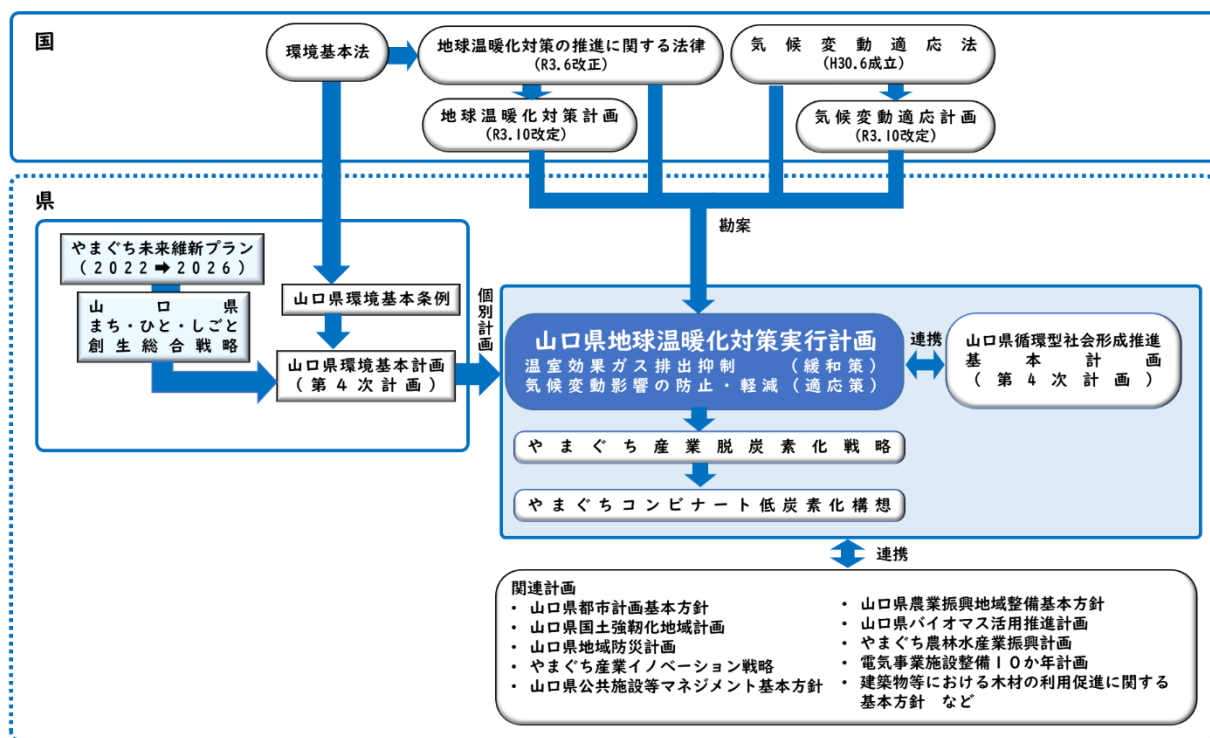 国
環境基本法
地球温暖化対策の推進に関する法律
(R3.6改正)
気候変動適応法
(H30.6成立)
地球温暖化対策計画
(R3.10改定)
気候変動適応計画
(R3.10改定)
県
勘案
やまぐち未来維新プラン
(2022➡2026)
山口県
まち・ひと・しごと
創生総合戦略
山口県環境基本条例
山口県環境基本計画
(第4次計画)
個別計画
山口県地球温暖化対策実行計画
温室効果ガス排出抑制 (緩和策)
気候変動影響の防止・軽減(適応策)
連携
山口県循環型社会形成推進
基本計画
(第4次計画)
やまぐち産業脱炭素化戦略
やまぐちコンビナート低炭素化構想
連携
関連計画
・ 山口県都市計画基本方針
・ 山口県国土強靭化地域計画
・ 山口県地域防災計画
・ やまぐち産業イノベーション戦略
・ 山口県公共施設等マネジメント基本方針
・ 山口県農業振興地域整備基本方針
・ 山口県バイオマス活用推進計画
・ やまぐち農林水産業振興計画
・ 電気事業施設整備10か年計画
・ 建築物等における木材の利用促進に関する
基本方針 など